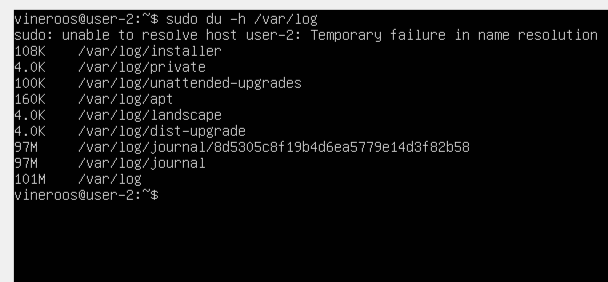 vineroos@user-2:~$ sudo du -h /var/log
sudo: unable to resolve host user-2: Temporary failure in name resolution
108K    /var/log/installer
4.0K    /var/log/private
100K    /var/log/unattended-upgrades
160K    /var/log/apt
4.0K    /var/log/landscape
4.0K    /var/log/dist-upgrade
97M     /var/log/journal/8d5305c8f19b4d6ea5779e14d3f82b58
97M     /var/log/journal
101M    /var/log
vineroos@user-2:~$